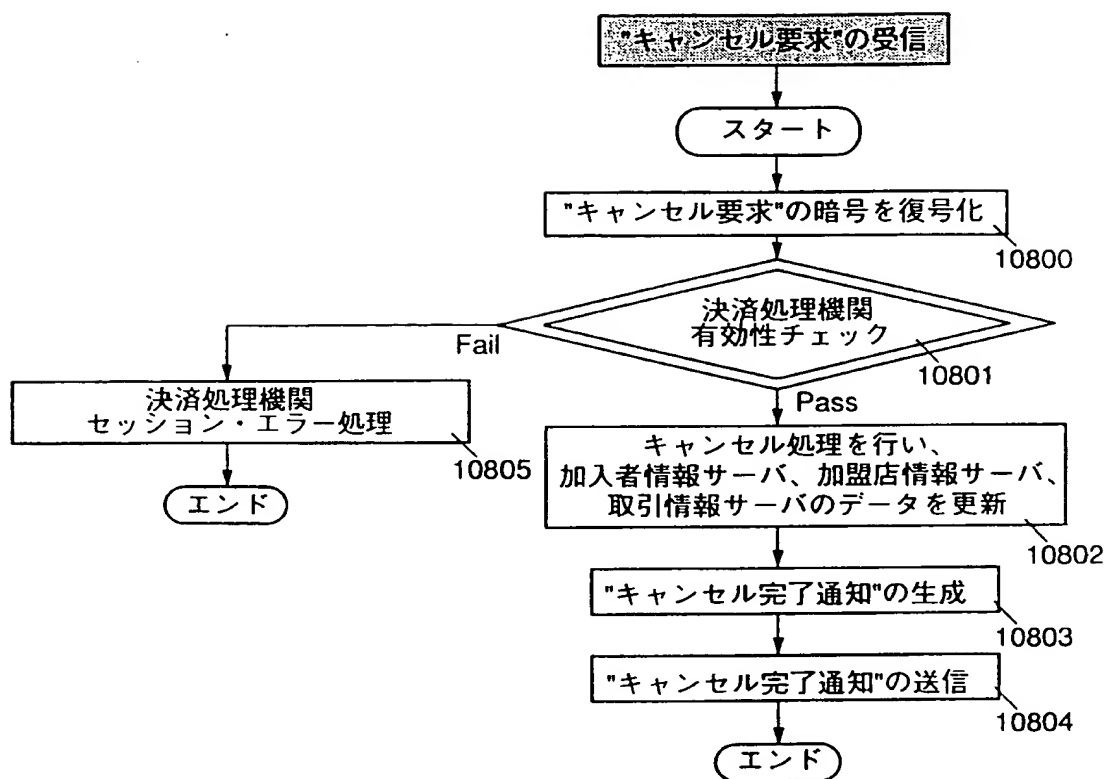 "キャンセル要求"の受信
スタート
"キャンセル要求"の暗号を復号化
10800
決済処理機関
有効性チェック
10801
Fail
Pass
決済処理機関
セッション・エラー処理
10805
エンド
キャンセル処理を行い、
加入者情報サーバ、加盟店情報サーバ、
取引情報サーバのデータを更新
10802
"キャンセル完了通知"の生成
10803
"キャンセル完了通知"の送信
10804
エンド